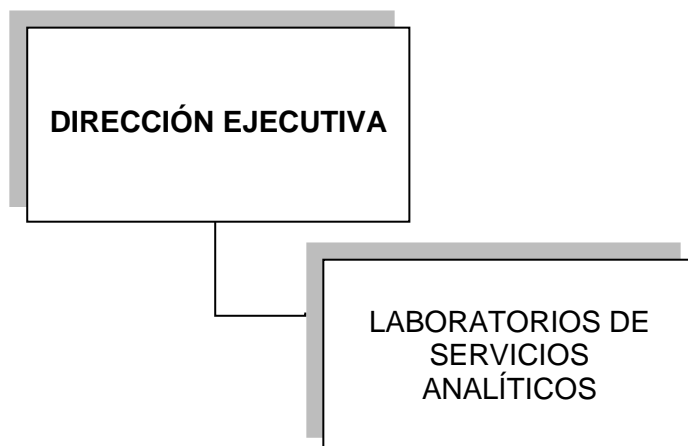 DIRECCIÓN EJECUTIVA
LABORATORIOS DE
SERVICIOS
ANALÍTICOS